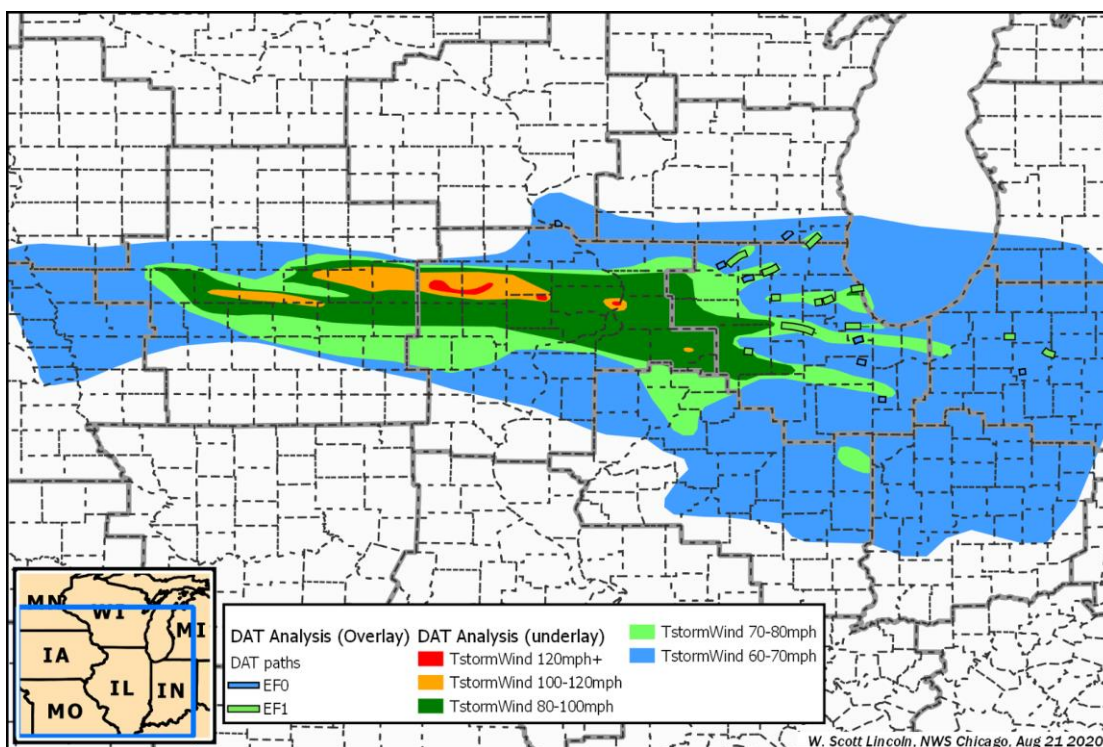 MN
WI
MI
IA
IL
IN
MO
DAT Analysis (Overlay)
DAT paths
EF0
EF1
DAT Analysis (underlay)
TstormWind 120mph+
TstormWind 100-120mph
TstormWind 80-100mph
TstormWind 70-80mph
TstormWind 60-70mph
W. Scott Lincoln, NWS Chicago, Aug 21 2020